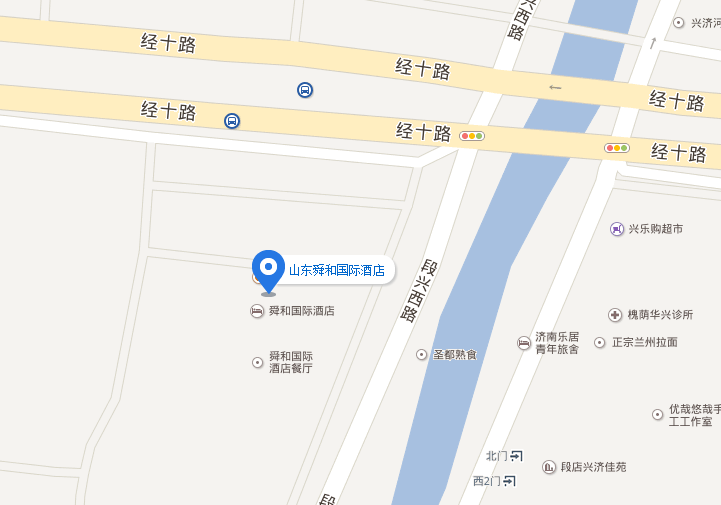 兴西路
兴济河
经十路
经十路
经十路
经十路
经十路
经十路
兴乐购超市
山东舜和国际酒店
段兴西路
舜和国际酒店
槐荫华兴诊所
济南乐居
青年旅舍
正宗兰州拉面
舜和国际
酒店餐厅
圣都熟食
优哉悠哉手
工工作室
北门
段店兴济佳苑
西2门
段